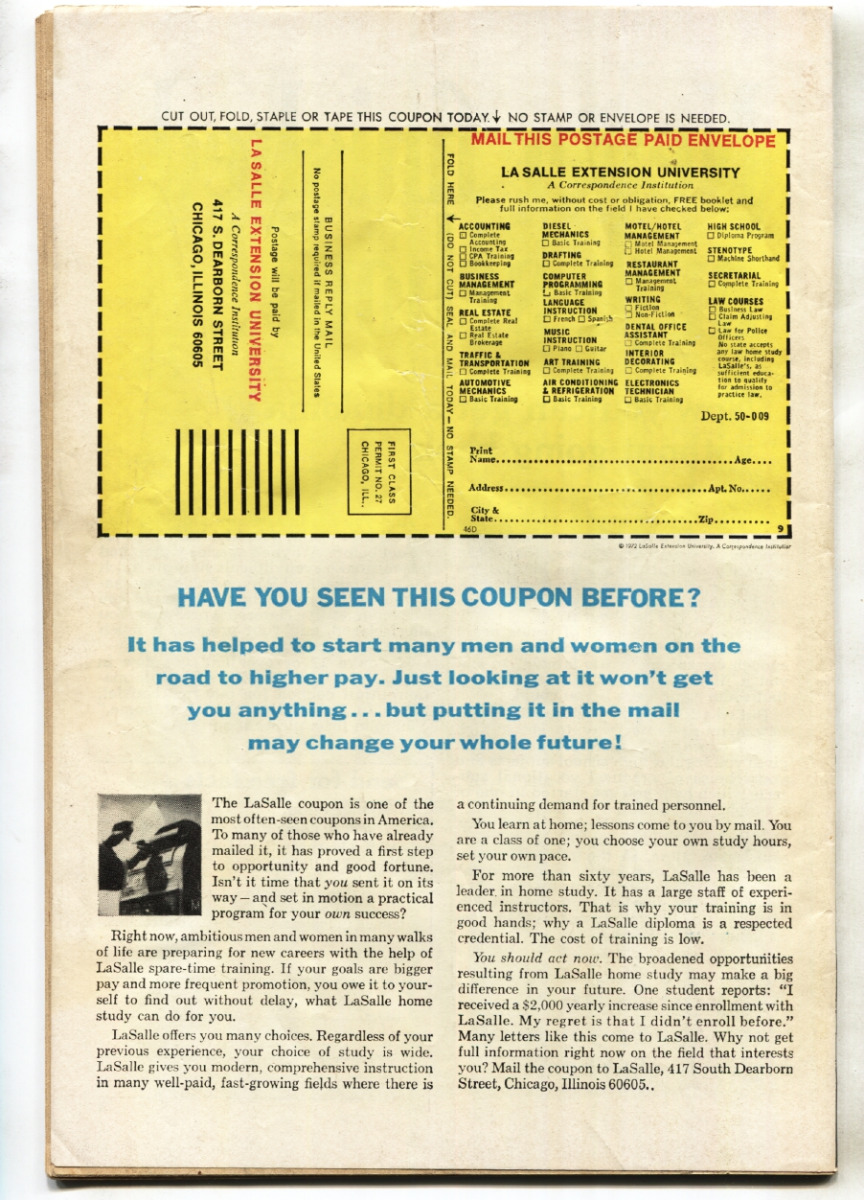 CUT OUT, FOLD, STAPLE OR TAPE THIS COUPON TODAY. ↓ NO STAMP OR ENVELOPE IS NEEDED.
Postage will be paid by
LA SALLE EXTENSION UNIVERSITY
A Correspondence Institution
417 S. DEARBORN STREET
CHICAGO, ILLINOIS 60605
BUSINESS REPLY MAIL
No postage stamp required if mailed in the United States
FIRST CLASS
PERMIT NO. 27
CHICAGO, ILL.
FOLD HERE ← (DO NOT CUT) SEAL AND MAIL TODAY — NO STAMP NEEDED.
MAIL THIS POSTAGE PAID ENVELOPE
LA SALLE EXTENSION UNIVERSITY
A Correspondence Institution
Please rush me, without cost or obligation, FREE booklet and
full information on the field I have checked below:
ACCOUNTING
☐ Complete
Accounting
☐ Income Tax
☐ CPA Training
☐ Bookkeeping
BUSINESS
MANAGEMENT
☐ Management
Training
REAL ESTATE
☐ Complete Real
Estate
☐ Real Estate
Brokerage
TRAFFIC &
TRANSPORTATION
☐ Complete Training
AUTOMOTIVE
MECHANICS
☐ Basic Training
DIESEL
MECHANICS
☐ Basic Training
DRAFTING
☐ Complete Training
COMPUTER
PROGRAMMING
☐ Basic Training
LANGUAGE
INSTRUCTION
☐ French ☐ Spanish
MUSIC
INSTRUCTION
☐ Piano ☐ Guitar
ART TRAINING
☐ Complete Training
AIR CONDITIONING
& REFRIGERATION
☐ Basic Training
MOTEL/HOTEL
MANAGEMENT
☐ Motel Management
☐ Hotel Management
RESTAURANT
MANAGEMENT
☐ Management
Training
WRITING
☐ Fiction
☐ Non-Fiction
DENTAL OFFICE
ASSISTANT
☐ Complete Training
INTERIOR
DECORATING
☐ Complete Training
ELECTRONICS
TECHNICIAN
☐ Basic Training
HIGH SCHOOL
☐ Diploma Program
STENOTYPE
☐ Machine Shorthand
SECRETARIAL
☐ Complete Training
LAW COURSES
☐ Business Law
☐ Claim Adjusting
Law
☐ Law for Police
Officers
No state accepts
any law home study
course, including
LaSalle's, as
sufficient educa-
tion to qualify
for admission to
practice law.
Dept. 50-009
Print
Name.....Age....
Address.....Apt. No......
City &
State.....Zip..........
46D 9
© 1972 LaSalle Extension University, A Correspondence Institution
HAVE YOU SEEN THIS COUPON BEFORE?
It has helped to start many men and women on the
road to higher pay. Just looking at it won't get
you anything...but putting it in the mail
may change your whole future!
The LaSalle coupon is one of the
most often-seen coupons in America.
To many of those who have already
mailed it, it has proved a first step
to opportunity and good fortune.
Isn't it time that you sent it on its
way — and set in motion a practical
program for your own success?
Right now, ambitious men and women in many walks
of life are preparing for new careers with the help of
LaSalle spare-time training. If your goals are bigger
pay and more frequent promotion, you owe it to your-
self to find out without delay, what LaSalle home
study can do for you.
LaSalle offers you many choices. Regardless of your
previous experience, your choice of study is wide.
LaSalle gives you modern, comprehensive instruction
in many well-paid, fast-growing fields where there is
a continuing demand for trained personnel.
You learn at home; lessons come to you by mail. You
are a class of one; you choose your own study hours,
set your own pace.
For more than sixty years, LaSalle has been a
leader in home study. It has a large staff of experi-
enced instructors. That is why your training is in
good hands; why a LaSalle diploma is a respected
credential. The cost of training is low.
You should act now. The broadened opportunities
resulting from LaSalle home study may make a big
difference in your future. One student reports: "I
received a $2,000 yearly increase since enrollment with
LaSalle. My regret is that I didn't enroll before."
Many letters like this come to LaSalle. Why not get
full information right now on the field that interests
you? Mail the coupon to LaSalle, 417 South Dearborn
Street, Chicago, Illinois 60605..